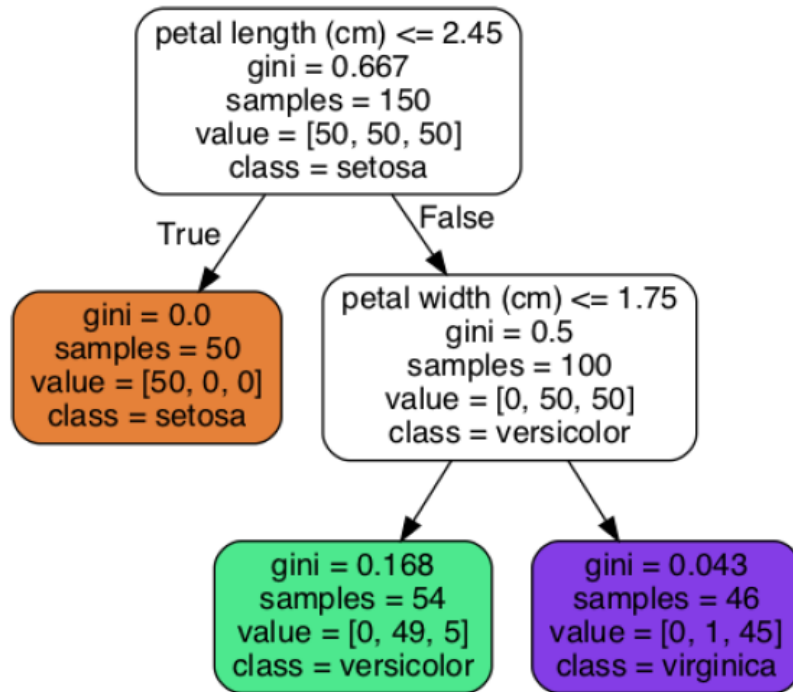 petal length (cm) <= 2.45
gini = 0.667
samples = 150
value = [50, 50, 50]
class = setosa
True
False
gini = 0.0
samples = 50
value = [50, 0, 0]
class = setosa
petal width (cm) <= 1.75
gini = 0.5
samples = 100
value = [0, 50, 50]
class = versicolor
gini = 0.168
samples = 54
value = [0, 49, 5]
class = versicolor
gini = 0.043
samples = 46
value = [0, 1, 45]
class = virginica